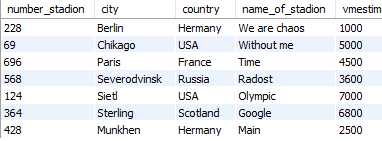 number_stadion city country name_of_stadion vmestim
228 Berlin Hermany We are chaos 1000
69 Chikago USA Without me 5000
696 Paris France Time 4500
568 Severodvinsk Russia Radost 3600
124 Sietl USA Olympic 7000
364 Sterling Scotland Google 6800
428 Munkhen Hermany Main 2500